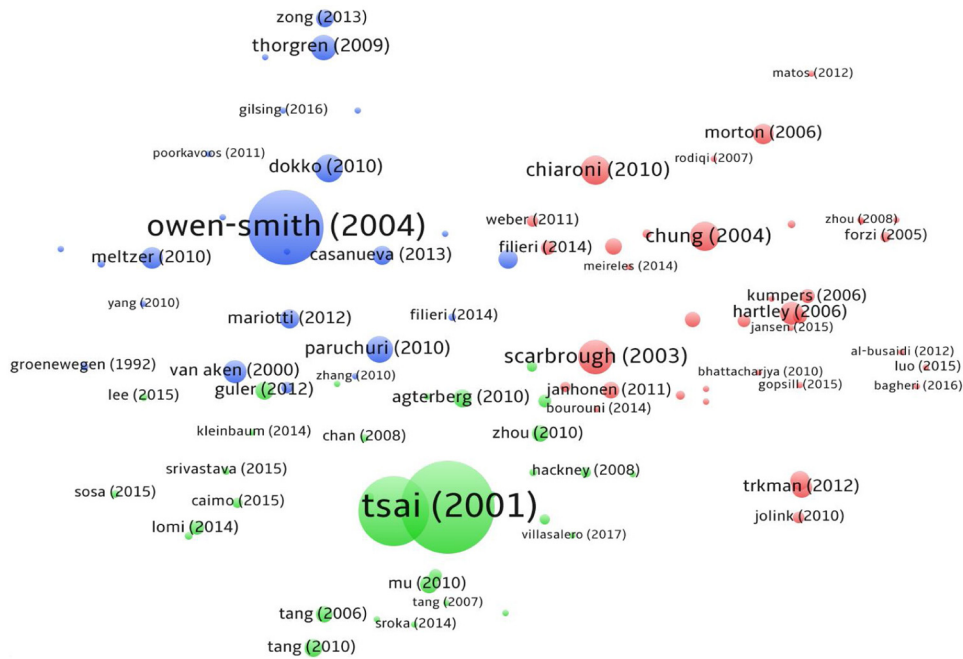 zong (2013)
thorgren (2009)
matos (2012)
gilsing (2016)
morton (2006)
poorkavoos (2011)
rodiqi (2007)
dokko (2010)
chiaroni (2010)
owen-smith (2004)
weber (2011)
zhou (2008)
chung (2004)
forzi (2005)
filieri (2014)
meltzer (2010)
casanueva (2013)
meireles (2014)
kumpers (2006)
yang (2010)
hartley (2006)
mariotti (2012)
filieri (2014)
jansen (2015)
paruchuri (2010)
scarbrough (2003)
al-busaidi (2012)
groenewegen (1992)
luo (2015)
van aken (2000)
zhang (2010)
bhattacharjya (2010)
guler (2012)
gopsill (2015)
bagheri (2016)
lee (2015)
agterberg (2010)
janhonen (2011)
bourouni (2014)
kleinbaum (2014)
chan (2008)
zhou (2010)
srivastava (2015)
hackney (2008)
trkman (2012)
sosa (2015)
caimo (2015)
tsai (2001)
jolink (2010)
lomi (2014)
villasalero (2017)
mu (2010)
tang (2007)
tang (2006)
sroka (2014)
tang (2010)